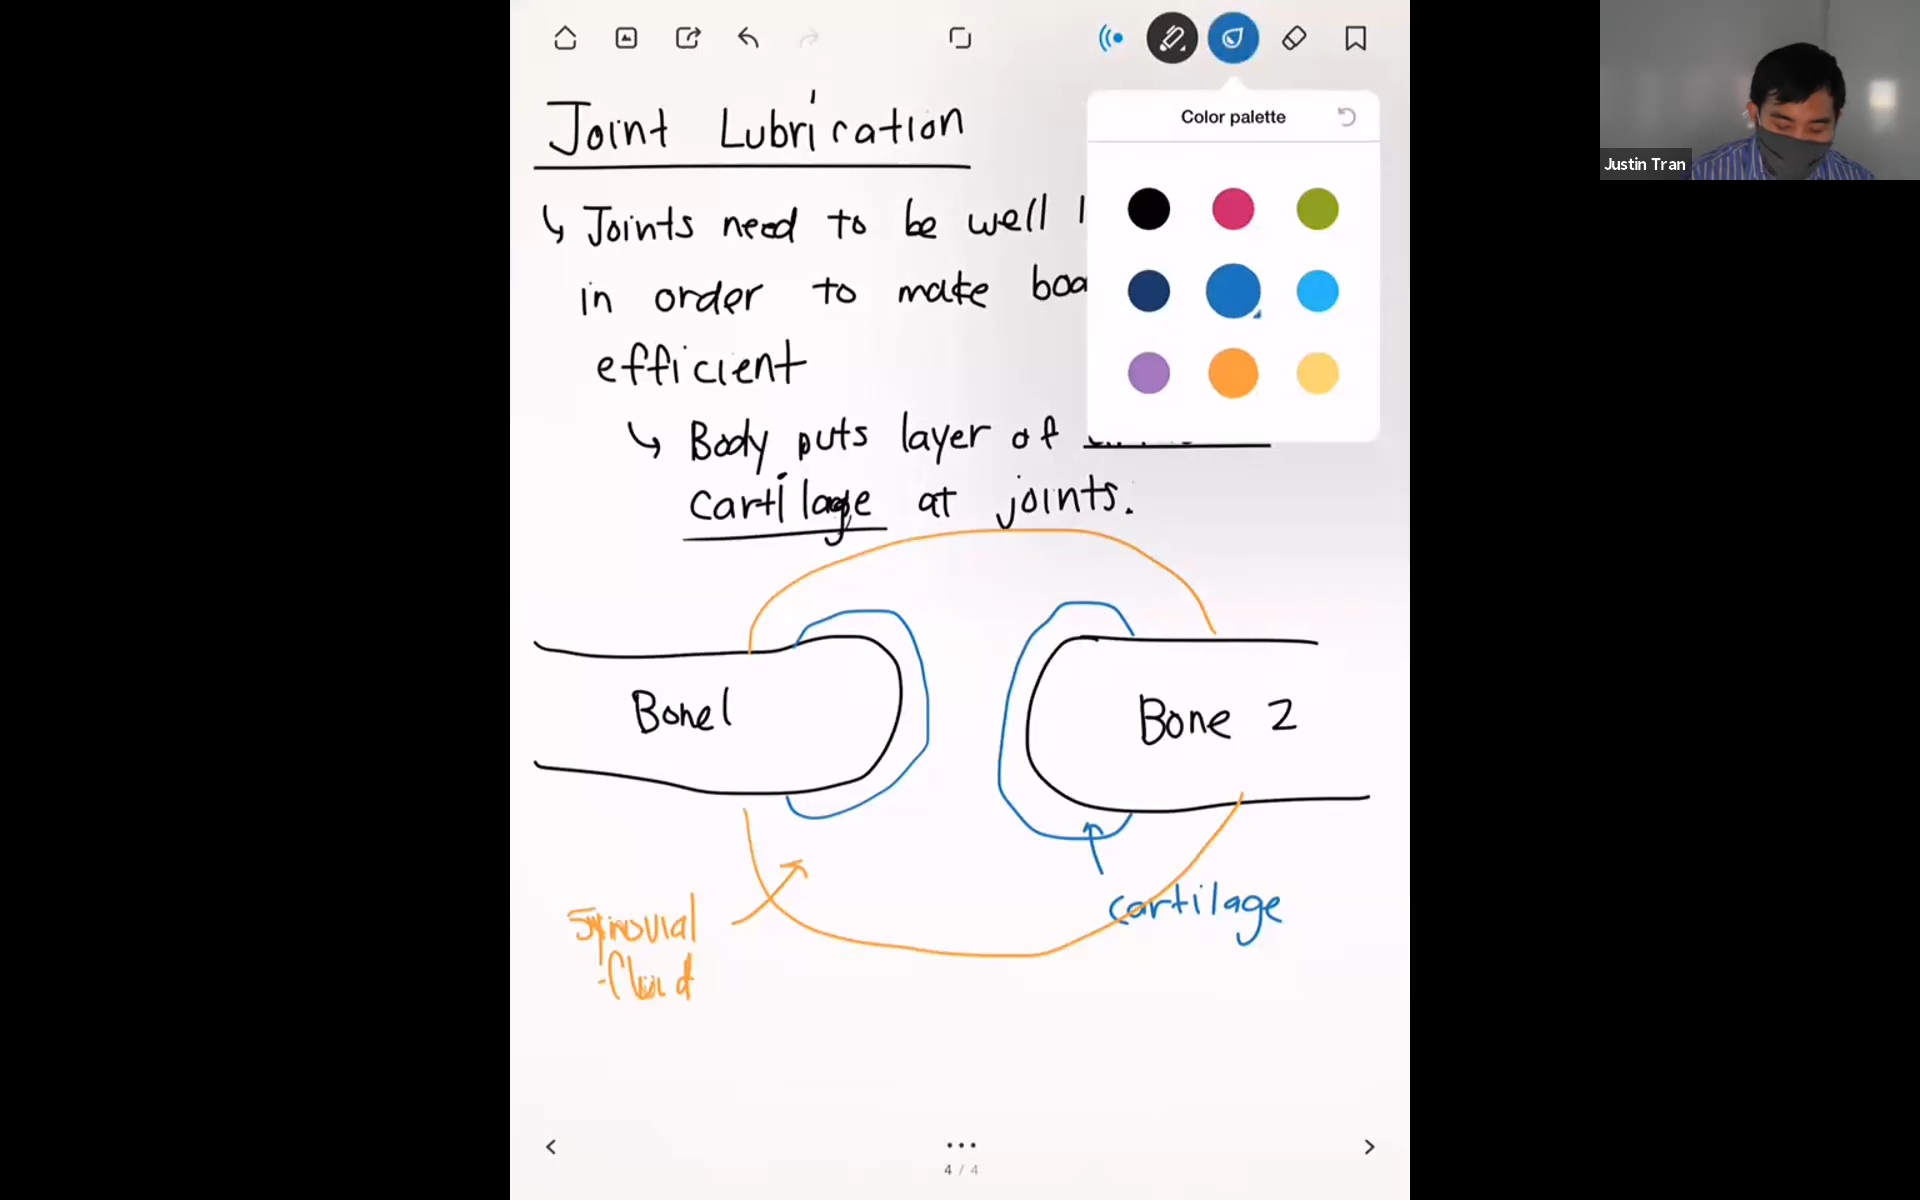 Color palette
Joint Lubrication
↳ Joints need to be well l
in order to make bod
efficient
↳ Body puts layer of
cartilage at joints.
Bone 1
Bone 2
cartilage
Synovial
fluid
4 / 4
Justin Tran